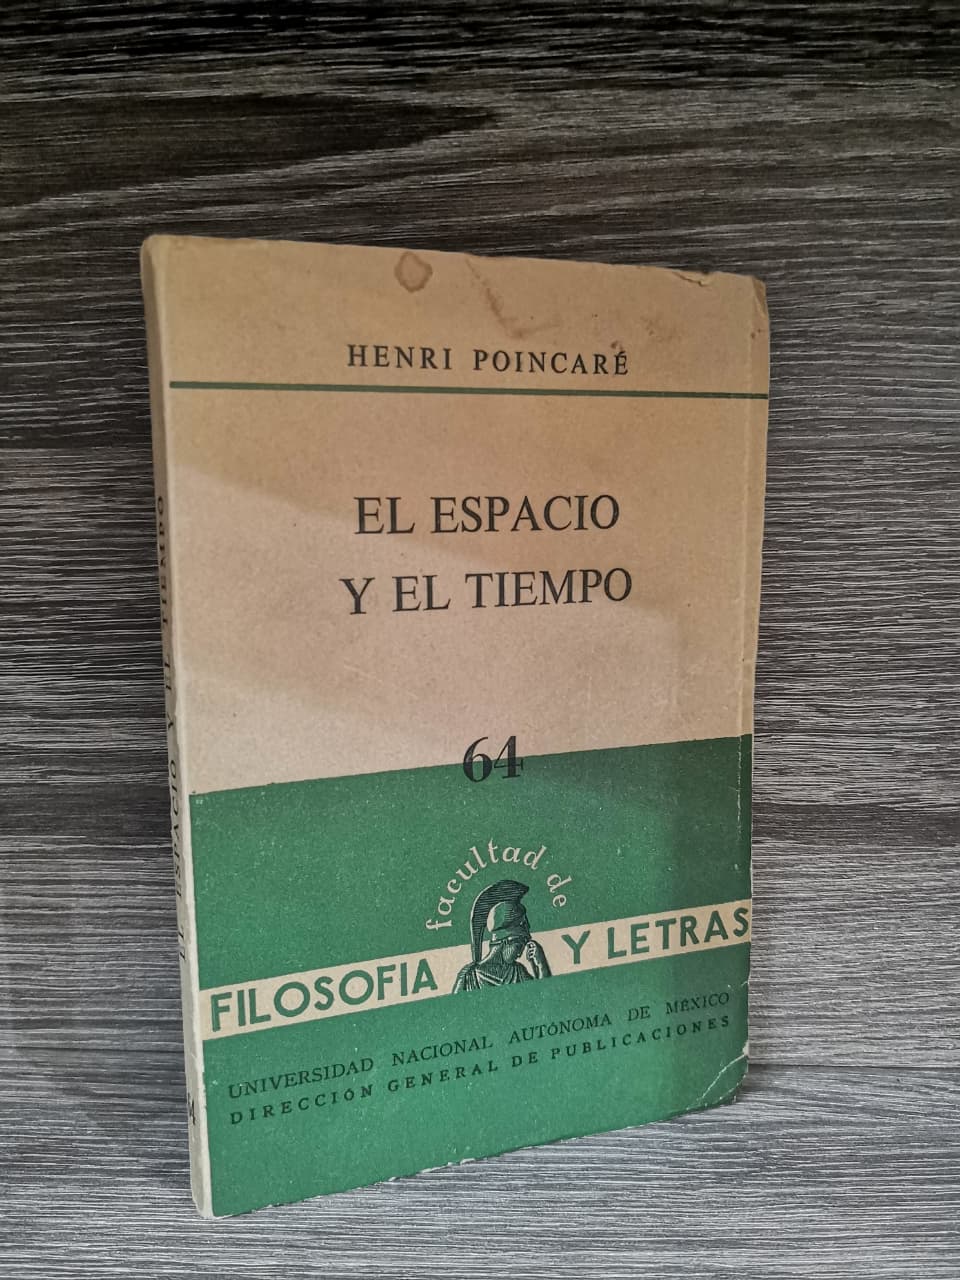 HENRI POINCARÉ
EL ESPACIO
Y EL TIEMPO
64
facultad de
FILOSOFIA Y LETRAS
UNIVERSIDAD NACIONAL AUTÓNOMA DE MÉXICO
DIRECCIÓN GENERAL DE PUBLICACIONES
EL ESPACIO Y EL TIEMPO